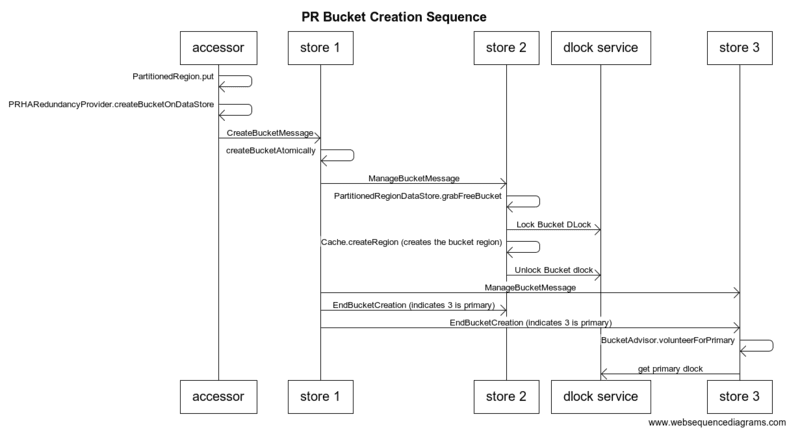 PR Bucket Creation Sequence
accessor
store 1
store 2
dlock service
store 3
PartitionedRegion.put
PRHARedundancyProvider.createBucketOnDataStore
CreateBucketMessage
createBucketAtomically
ManageBucketMessage
PartitionedRegionDataStore.grabFreeBucket
Lock Bucket DLock
Cache.createRegion (creates the bucket region)
Unlock Bucket dlock
ManageBucketMessage
EndBucketCreation (indicates 3 is primary)
EndBucketCreation (indicates 3 is primary)
BucketAdvisor.volunteerForPrimary
get primary dlock
accessor
store 1
store 2
dlock service
store 3
www.websequencediagrams.com